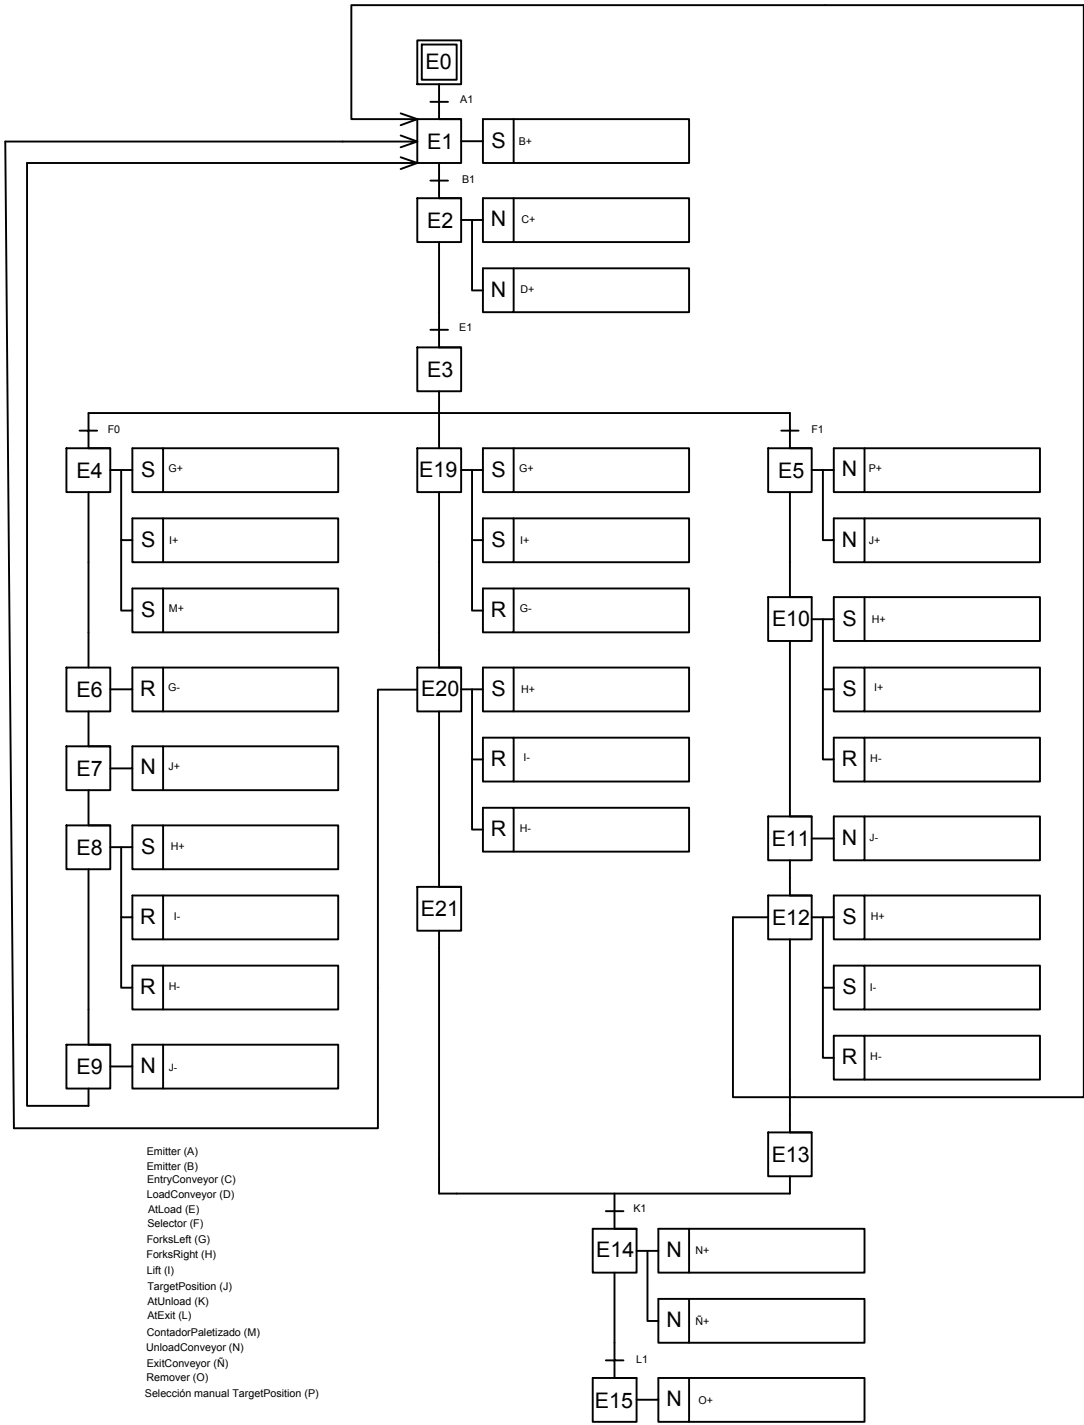 E0
A1
E1 S B+
B1
E2 N C+
N D+
E1
E3
F0 F1
E4 S G+ E19 S G+ E5 N P+
S I+ S I+ N J+
S M+ R G- E10 S H+
E6 R G- E20 S H+ S I+
E7 N J+ R I- R H-
E8 S H+ R H- E11 N J-
R I- E21 E12 S H+
R H- S I-
E9 N J- R H-
E13
K1
E14 N N+
N Ñ+
L1
E15 N O+
Emitter (A)
Emitter (B)
EntryConveyor (C)
LoadConveyor (D)
AtLoad (E)
Selector (F)
ForksLeft (G)
ForksRight (H)
Lift (I)
TargetPosition (J)
AtUnload (K)
AtExit (L)
ContadorPaletizado (M)
UnloadConveyor (N)
ExitConveyor (Ñ)
Remover (O)
Selección manual TargetPosition (P)